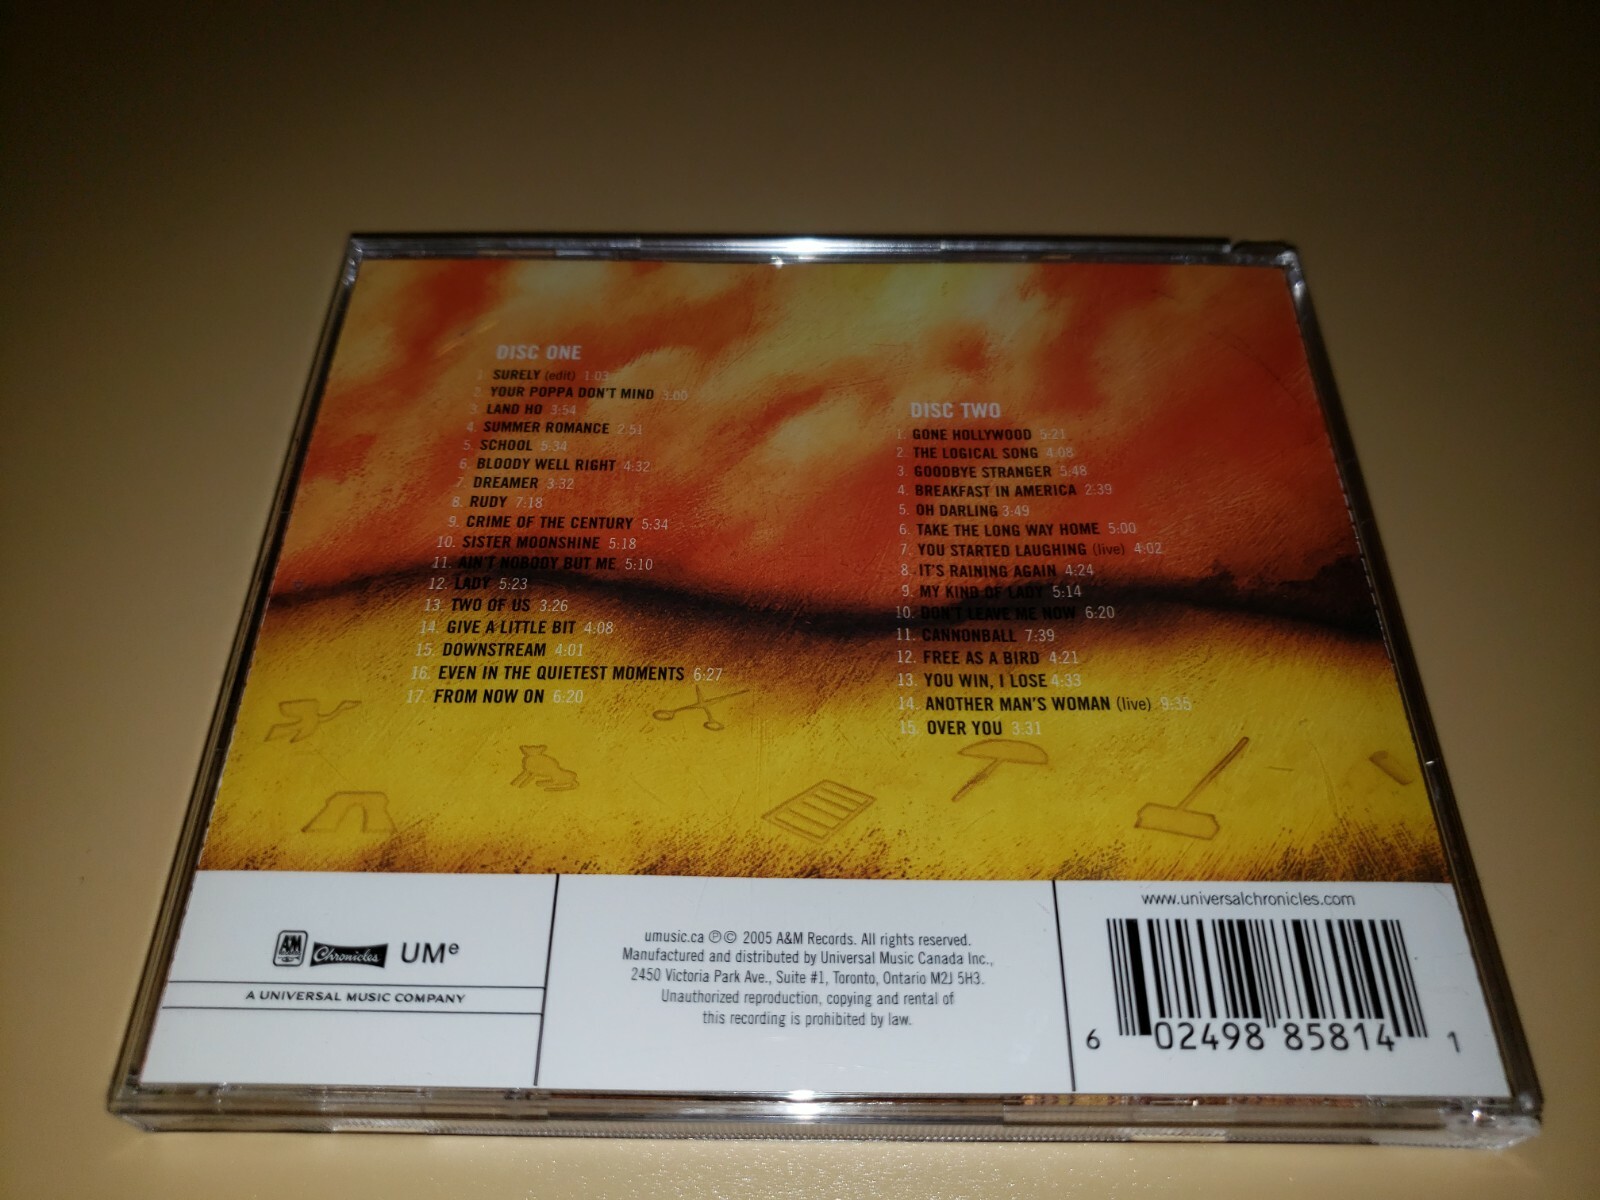 DISC ONE
1. SURELY (edit) 1:03
2. YOUR POPPA DON'T MIND 3:00
3. LAND HO 3:54
4. SUMMER ROMANCE 2:51
5. SCHOOL 5:34
6. BLOODY WELL RIGHT 4:32
7. DREAMER 3:32
8. RUDY 7:18
9. CRIME OF THE CENTURY 5:34
10. SISTER MOONSHINE 5:18
11. AIN'T NOBODY BUT ME 5:10
12. LADY 5:23
13. TWO OF US 3:26
14. GIVE A LITTLE BIT 4:08
15. DOWNSTREAM 4:01
16. EVEN IN THE QUIETEST MOMENTS 6:27
17. FROM NOW ON 6:20
DISC TWO
1. GONE HOLLYWOOD 5:21
2. THE LOGICAL SONG 4:08
3. GOODBYE STRANGER 5:48
4. BREAKFAST IN AMERICA 2:39
5. OH DARLING 3:49
6. TAKE THE LONG WAY HOME 5:00
7. YOU STARTED LAUGHING (live) 4:02
8. IT'S RAINING AGAIN 4:24
9. MY KIND OF LADY 5:14
10. DON'T LEAVE ME NOW 6:20
11. CANNONBALL 7:39
12. FREE AS A BIRD 4:21
13. YOU WIN, I LOSE 4:33
14. ANOTHER MAN'S WOMAN (live) 9:35
15. OVER YOU 3:31
A&M RECORDS
Chronicles
UMe
A UNIVERSAL MUSIC COMPANY
umusic.ca ℗© 2005 A&M Records. All rights reserved.
Manufactured and distributed by Universal Music Canada Inc.,
2450 Victoria Park Ave., Suite #1, Toronto, Ontario M2J 5H3.
Unauthorized reproduction, copying and rental of
this recording is prohibited by law.
www.universalchronicles.com
6 02498 85814 1